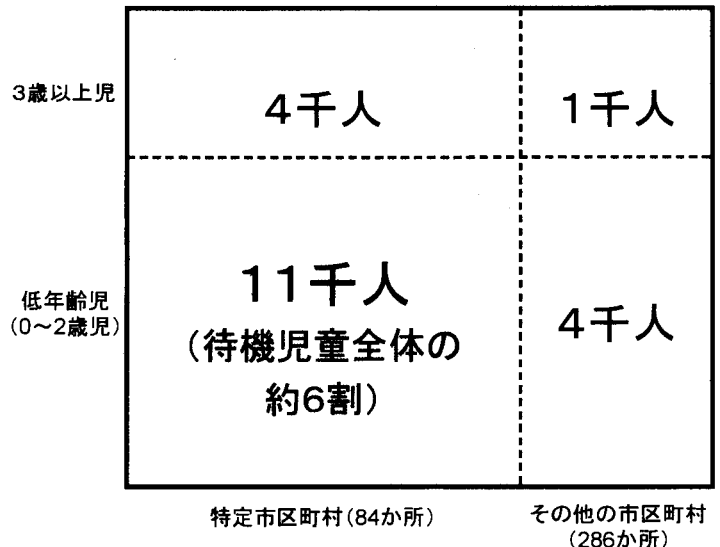 3歳以上児
4千人
1千人
11千人
(待機児童全体の
約6割)
低年齢児
(0～2歳児)
4千人
特定市区町村(84か所)
その他の市区町村
(286か所)